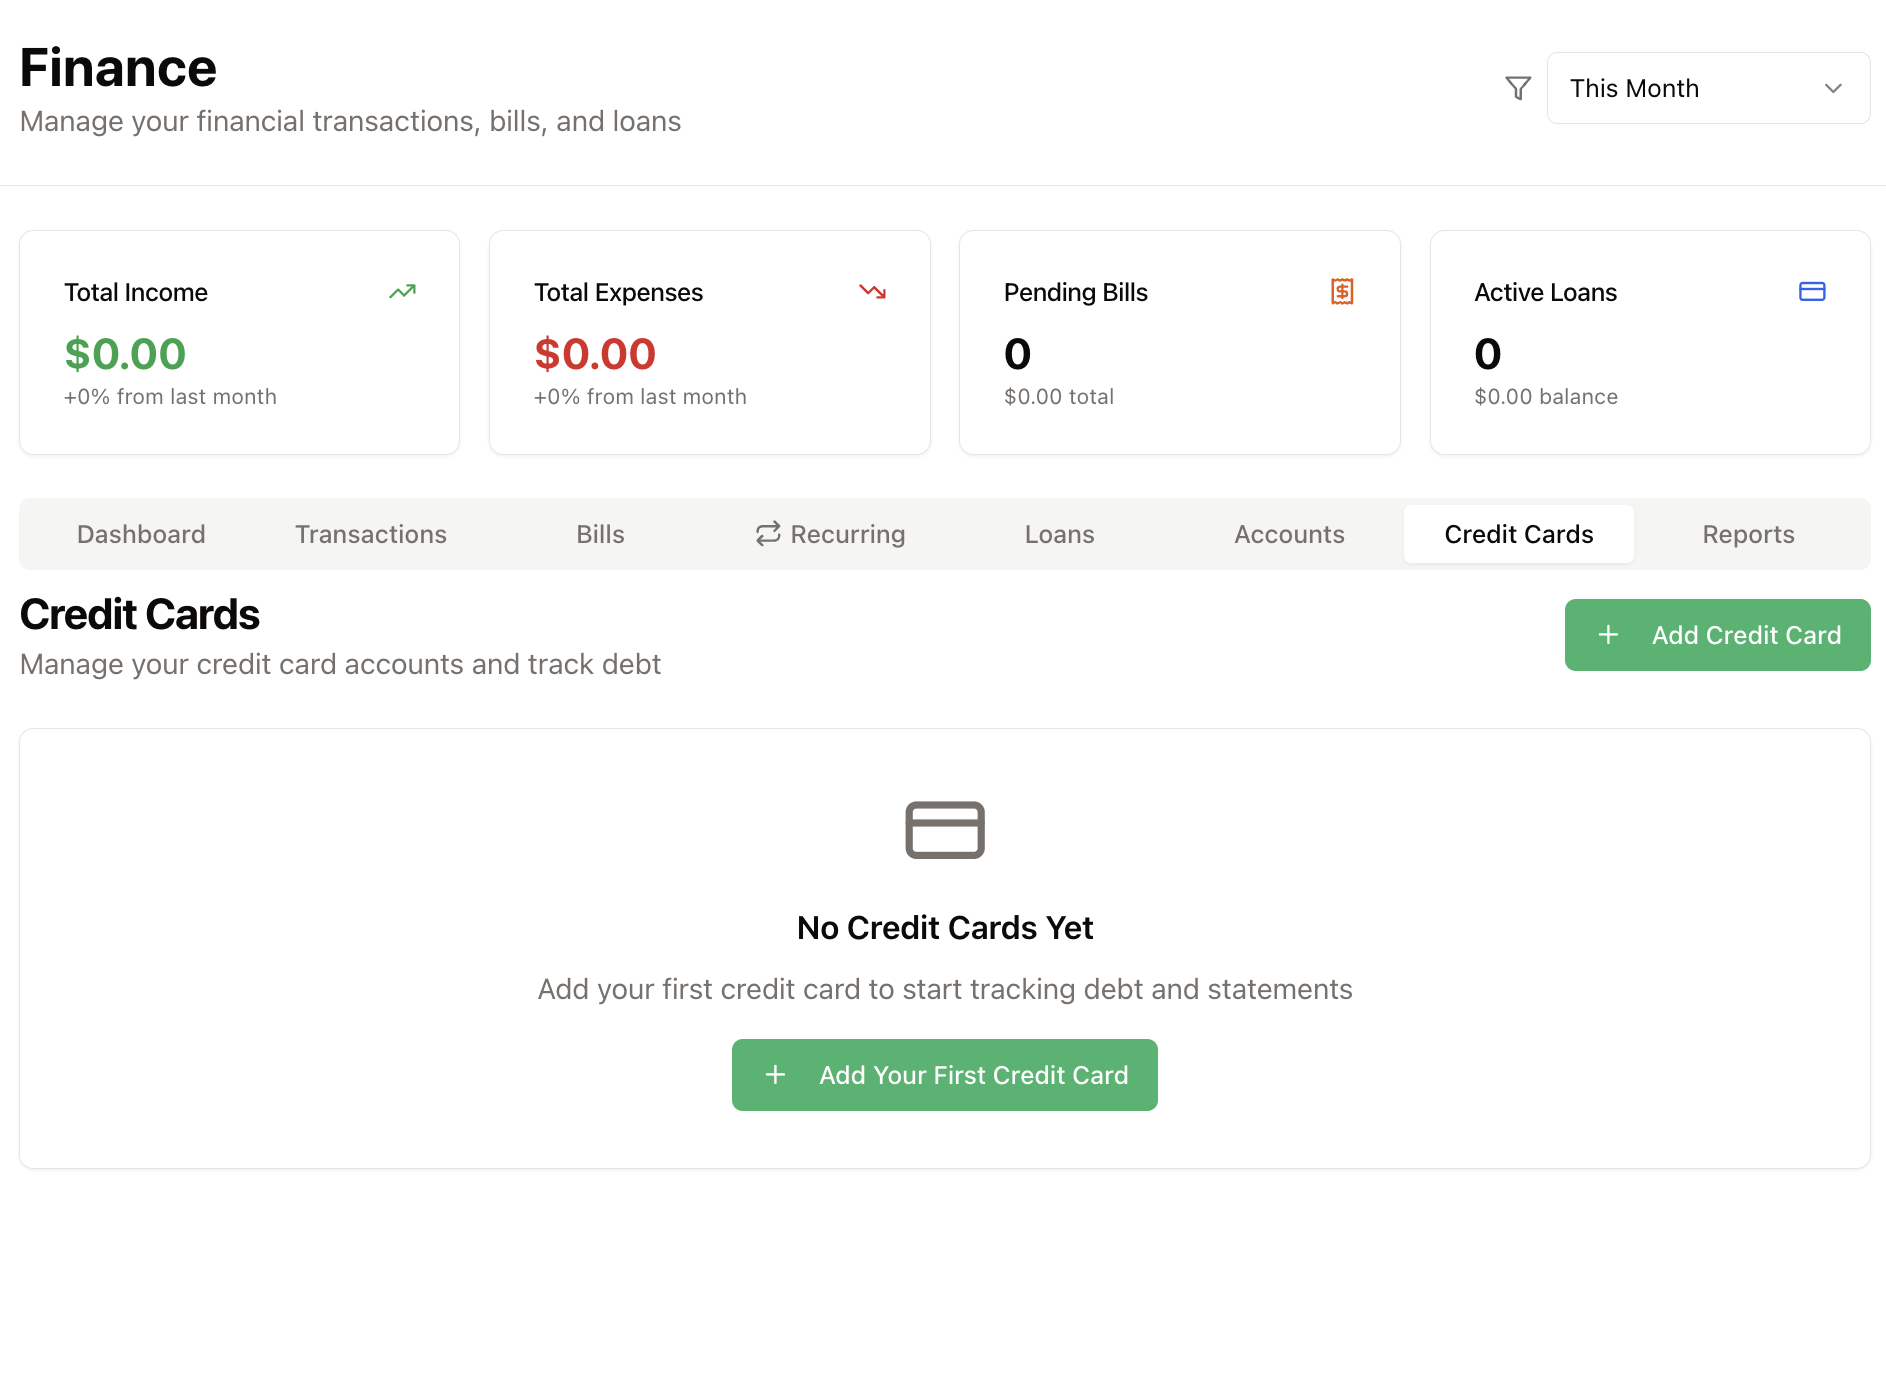 Finance
Manage your financial transactions, bills, and loans
This Month
Total Income
$0.00
+0% from last month
Total Expenses
$0.00
+0% from last month
Pending Bills
0
$0.00 total
Active Loans
0
$0.00 balance
Dashboard
Transactions
Bills
Recurring
Loans
Accounts
Credit Cards
Reports
Credit Cards
Manage your credit card accounts and track debt
Add Credit Card
No Credit Cards Yet
Add your first credit card to start tracking debt and statements
Add Your First Credit Card